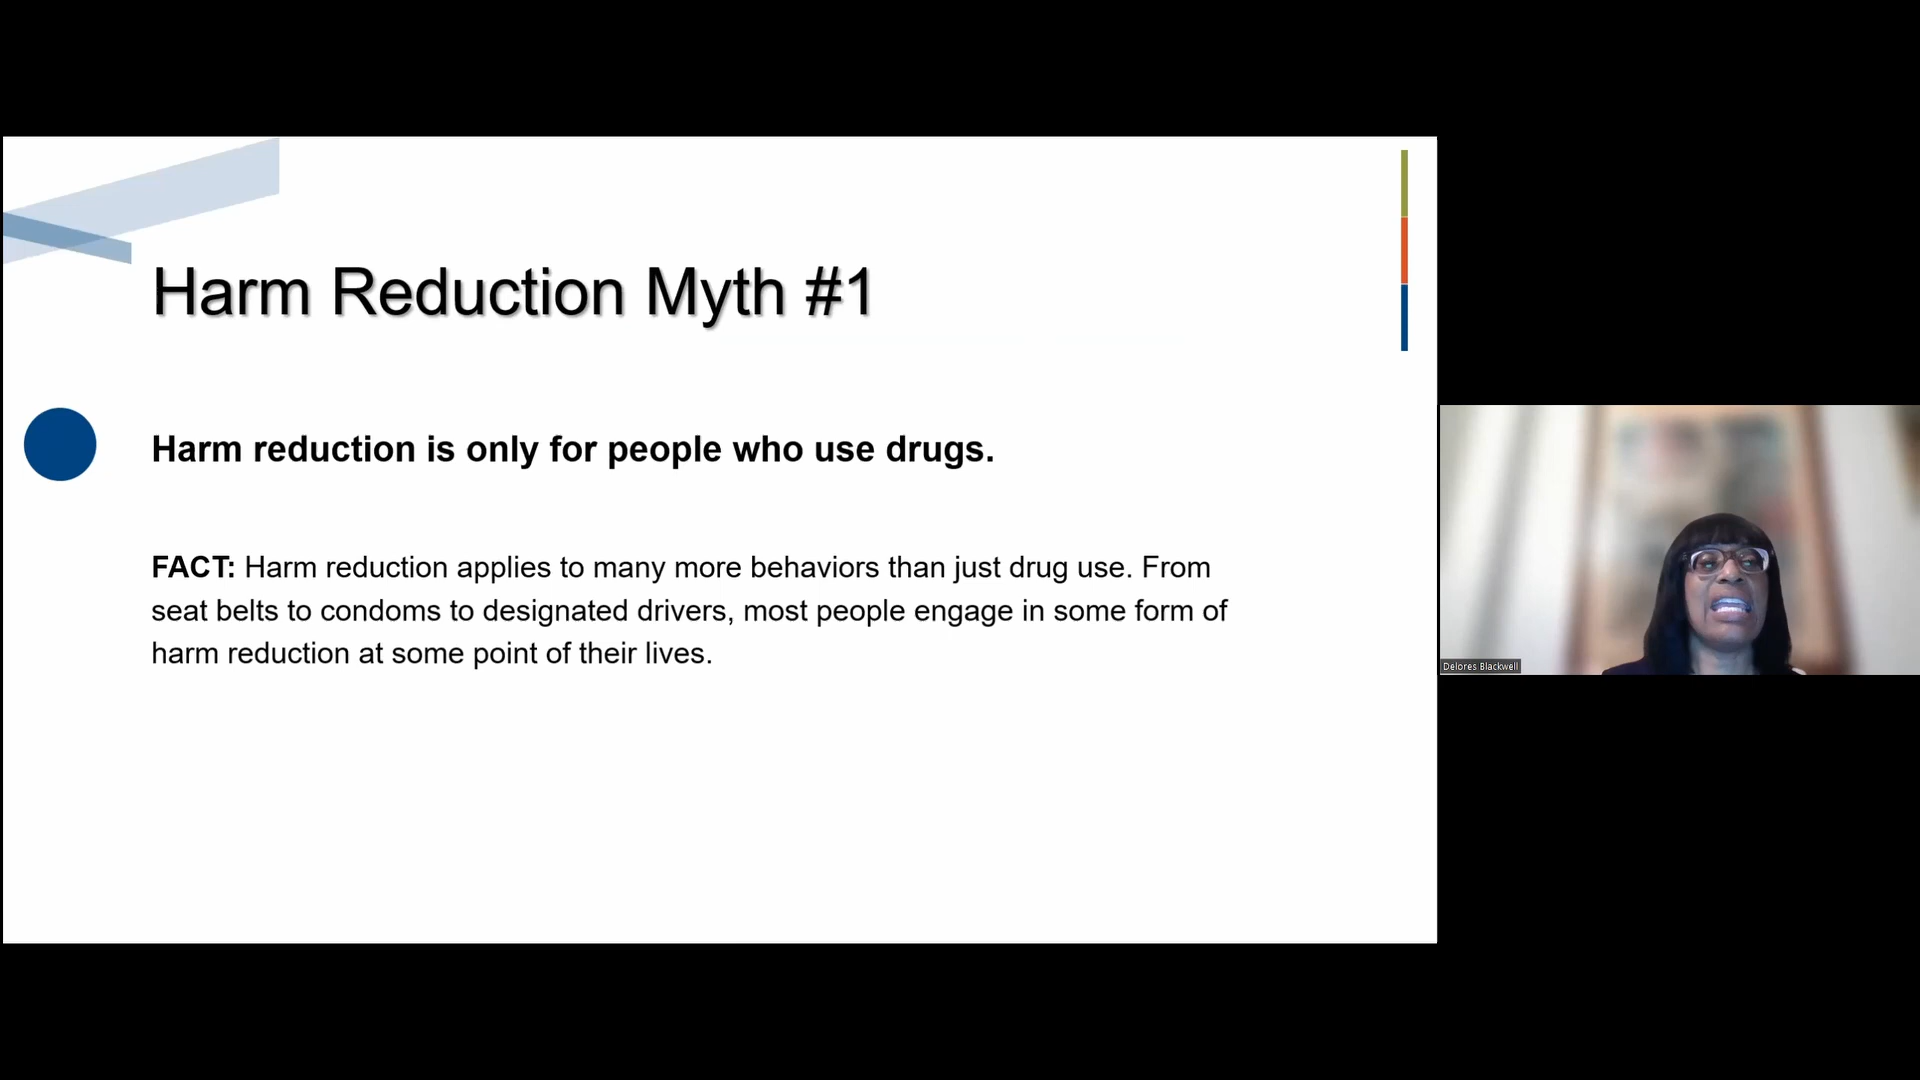 Harm Reduction Myth #1
Harm reduction is only for people who use drugs.
FACT: Harm reduction applies to many more behaviors than just drug use. From
seat belts to condoms to designated drivers, most people engage in some form of
harm reduction at some point of their lives.
Delores Blackwell